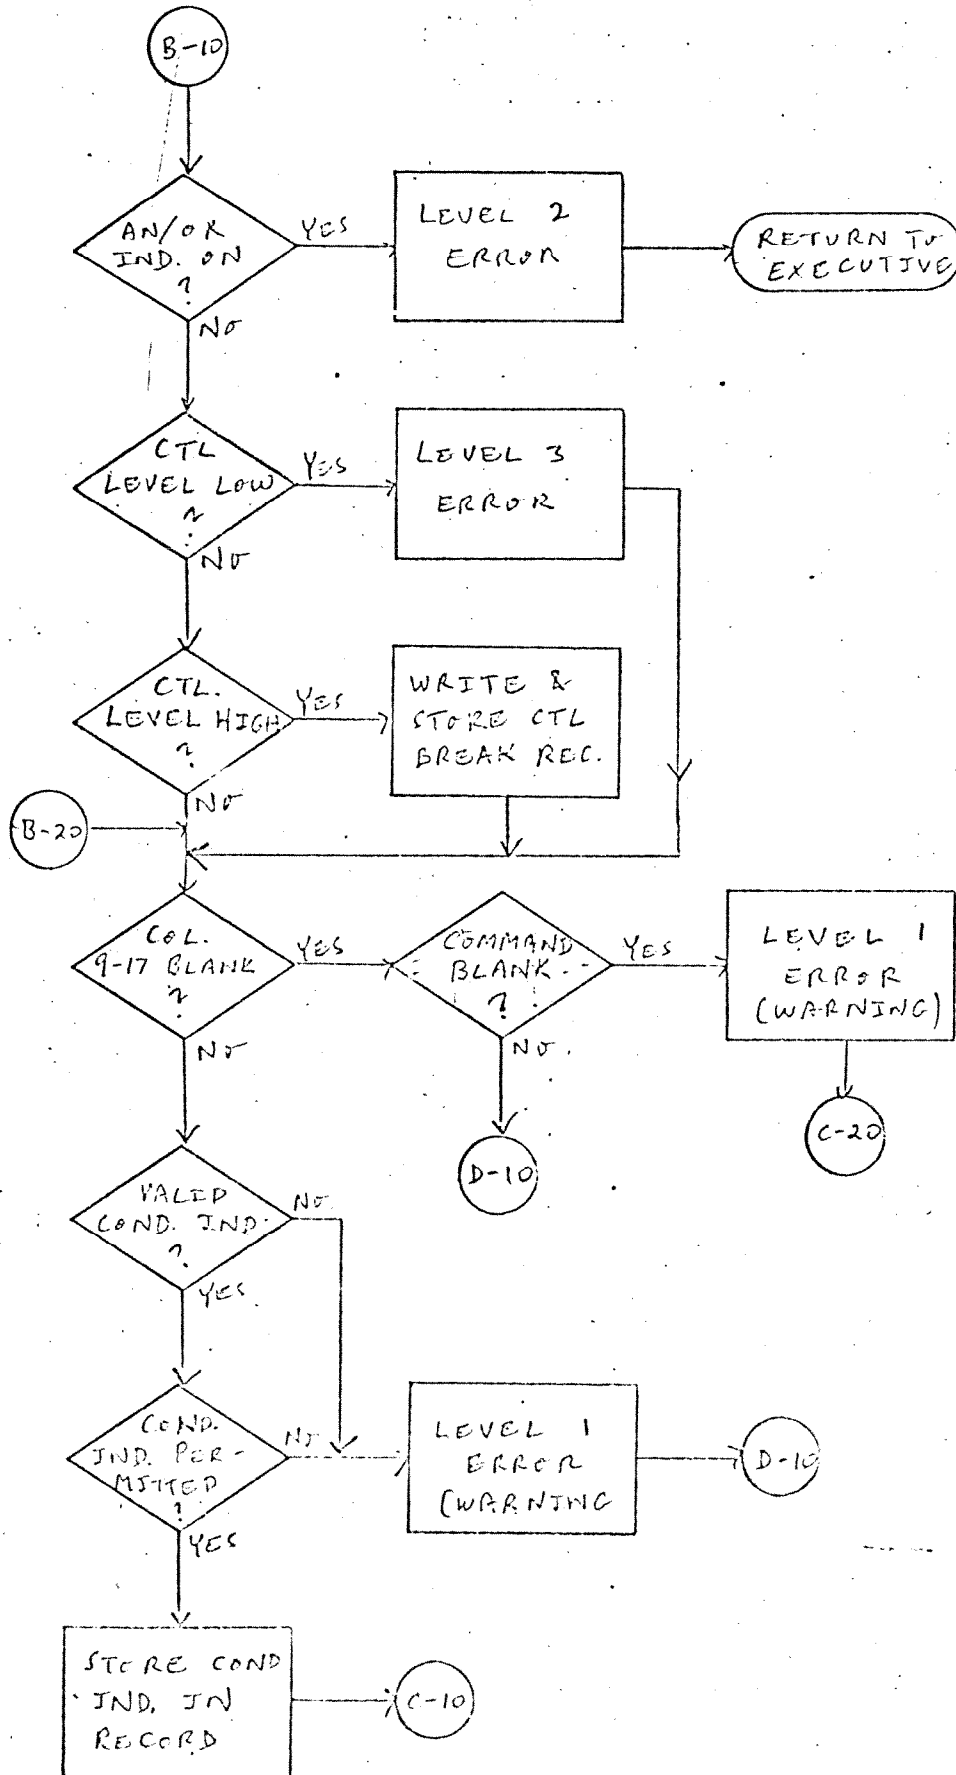 B-10
AN/OR
IND. ON
?
YES
NO
LEVEL 2
ERROR
RETURN TO
EXECUTIVE
CTL
LEVEL LOW
?
YES
NO
LEVEL 3
ERROR
CTL.
LEVEL HIGH
?
YES
NO
WRITE &
STORE CTL
BREAK REC.
B-20
COL.
9-17 BLANK
?
YES
NO
COMMAND
BLANK
?
YES
NO.
LEVEL 1
ERROR
(WARNING)
C-20
D-10
VALID
COND. IND.
?
NO
YES
COND.
IND. PER-
MITTED
?
NO
YES
LEVEL 1
ERROR
(WARNING
D-10
STORE COND
IND. IN
RECORD
C-10